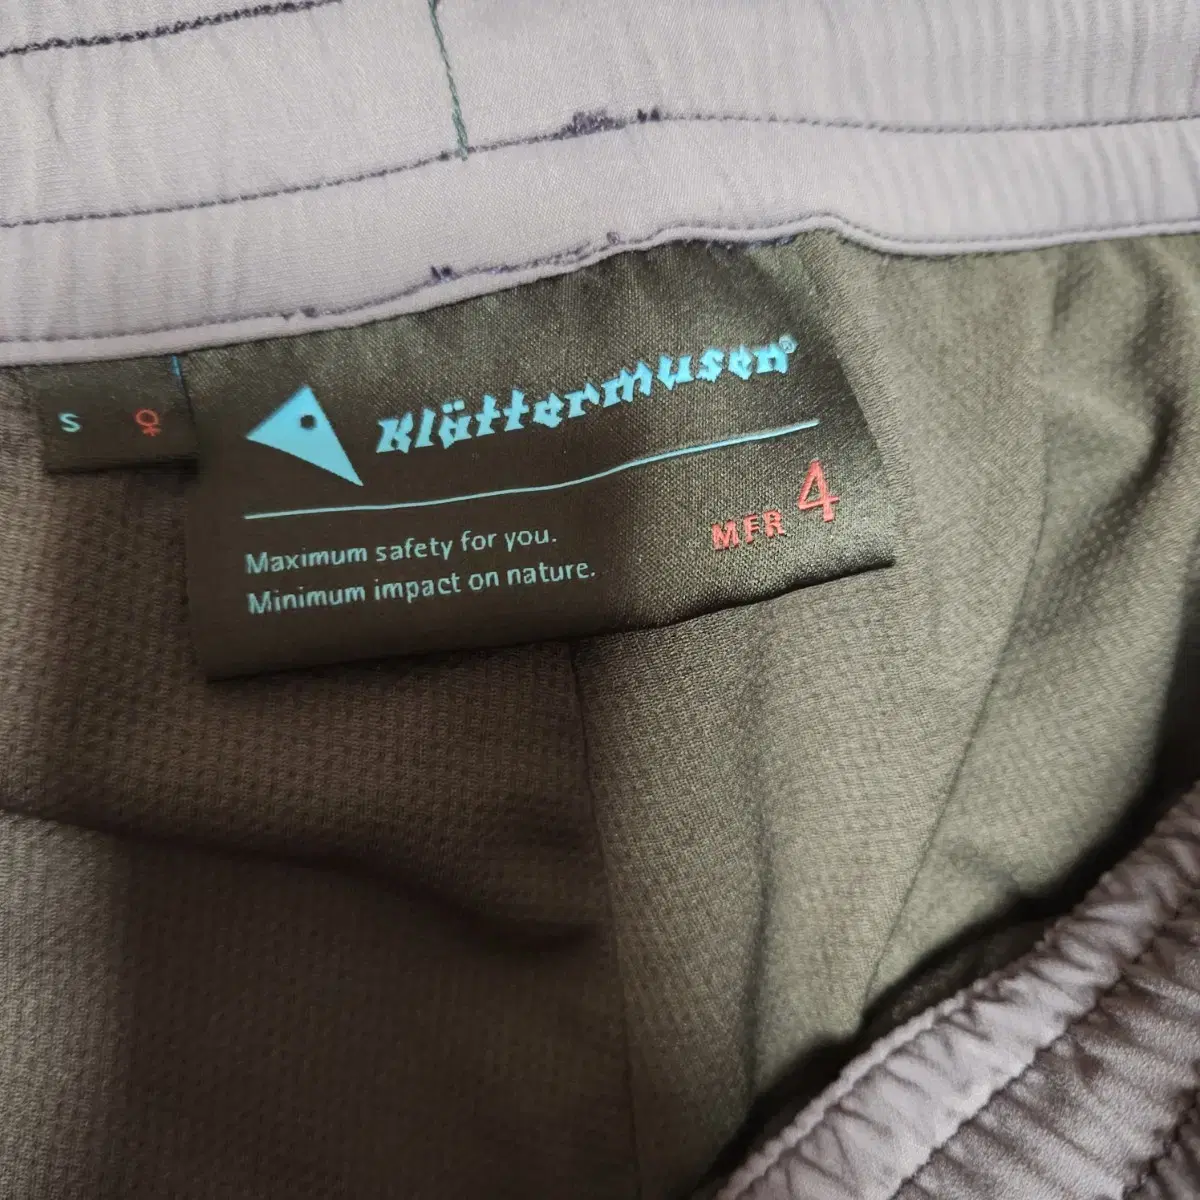 Klättermusen®
S ♀
Maximum safety for you.
Minimum impact on nature.
MFR 4